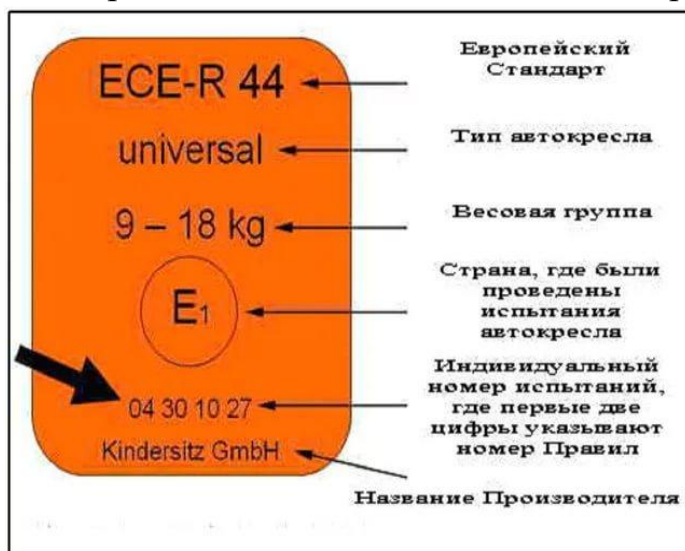 ECE-R 44
Европейский
Стандарт
universal
Тип автокресла
9 – 18 kg
Весовая группа
E1
Страна, где были
проведены
испытания
автокресла
04 30 10 27
Индивидуальный
номер испытаний,
где первые две
цифры указывают
номер Правил
Kindersitz GmbH
Название Производителя